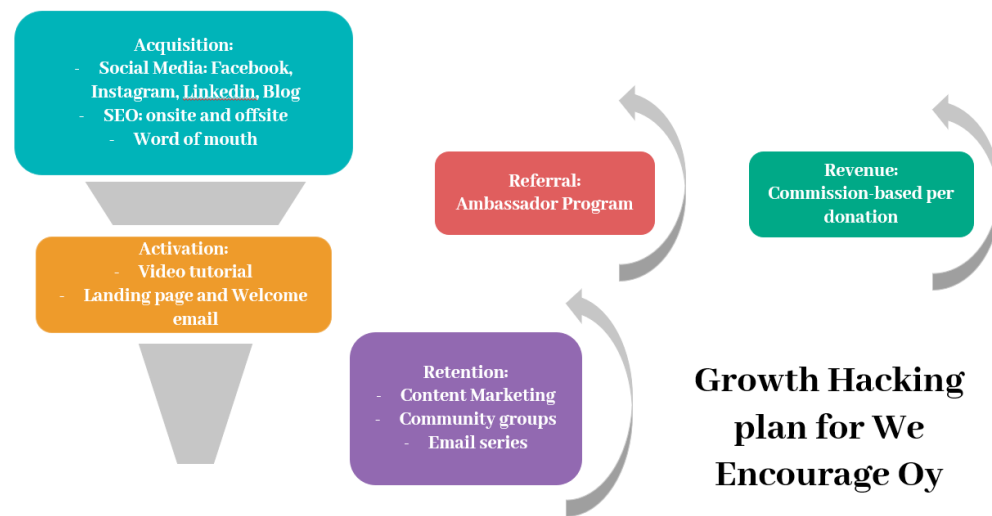 Acquisition:
- Social Media: Facebook,
Instagram, Linkedin, Blog
- SEO: onsite and offsite
- Word of mouth
Activation:
- Video tutorial
- Landing page and Welcome
email
Retention:
- Content Marketing
- Community groups
- Email series
Referral:
Ambassador Program
Revenue:
Commission-based per
donation
Growth Hacking
plan for We
Encourage Oy